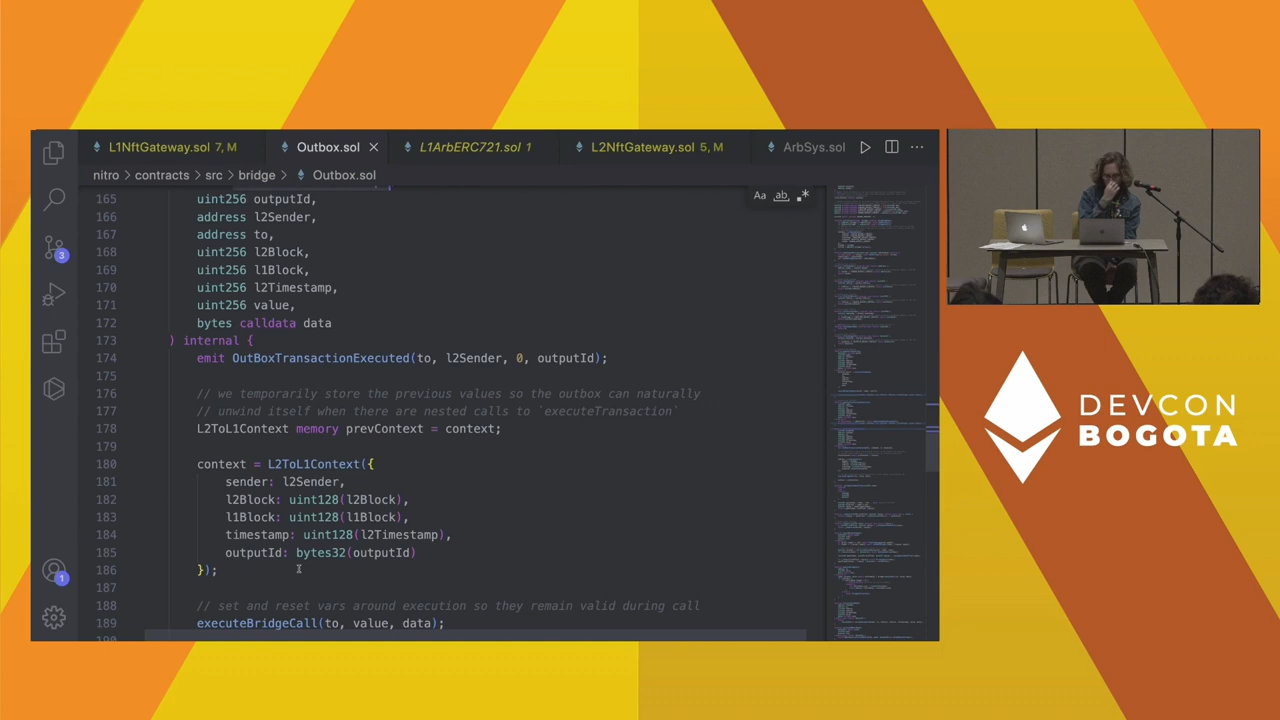 L1NftGateway.sol 7, M
Outbox.sol
L1ArbERC721.sol 1
L2NftGateway.sol 5, M
ArbSys.sol
nitro > contracts > src > bridge > Outbox.sol
Aa ab
165 uint256 outputId,
166 address l2Sender,
167 address to,
168 uint256 l2Block,
169 uint256 l1Block,
170 uint256 l2Timestamp,
171 uint256 value,
172 bytes calldata data
173 ) internal {
174 emit OutBoxTransactionExecuted(to, l2Sender, 0, outputId);
175
176 // we temporarily store the previous values so the outbox can naturally
177 // unwind itself when there are nested calls to `executeTransaction`
178 L2ToL1Context memory prevContext = context;
179
180 context = L2ToL1Context({
181 sender: l2Sender,
182 l2Block: uint128(l2Block),
183 l1Block: uint128(l1Block),
184 timestamp: uint128(l2Timestamp),
185 outputId: bytes32(outputId)
186 });
187
188 // set and reset vars around execution so they remain valid during call
189 executeBridgeCall(to, value, data);
3
1
DEVCON
BOGOTA